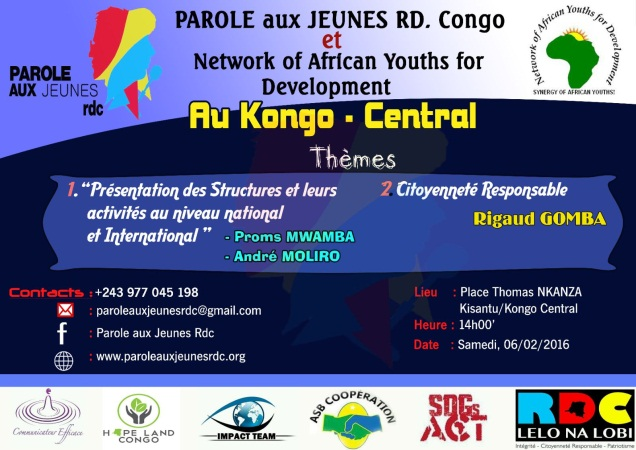 PAROLE aux JEUNES RD. Congo
et
Network of African Youths for
Development
PAROLE
AUX JEUNES
rdc
Network of African Youths for Development
SYNERGY OF AFRICAN YOUTHS!
Au Kongo - Central
Thèmes
1. “Présentation des Structures et leurs
activités au niveau national
et International ” - Proms MWAMBA
- André MOLIRO
2. Citoyenneté Responsable
Rigaud GOMBA
Contacts : +243 977 045 198
: paroleauxjeunesrdc@gmail.com
: Parole aux Jeunes Rdc
: www.paroleauxjeunesrdc.org
Lieu : Place Thomas NKANZA
Kisantu/Kongo Central
Heure : 14h00’
Date : Samedi, 06/02/2016
Communicateur Efficace
HOPE LAND
CONGO
IMPACT TEAM
ASB COOPERATION
SDGs
ACT
RDC
LELO NA LOBI
Intégrité - Citoyenneté Responsable - Patriotisme